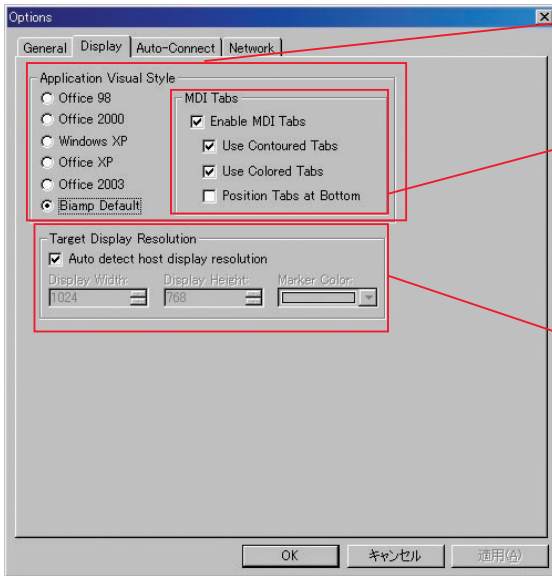 Options
General Display Auto-Connect Network
Application Visual Style
Office 98
Office 2000
Windows XP
Office XP
Office 2003
Biamp Default
MDI Tabs
Enable MDI Tabs
Use Contoured Tabs
Use Colored Tabs
Position Tabs at Bottom
Target Display Resolution
Auto detect host display resolution
Display Width: Display Height: Marker Color:
1024 768
OK キャンセル 適用(A)